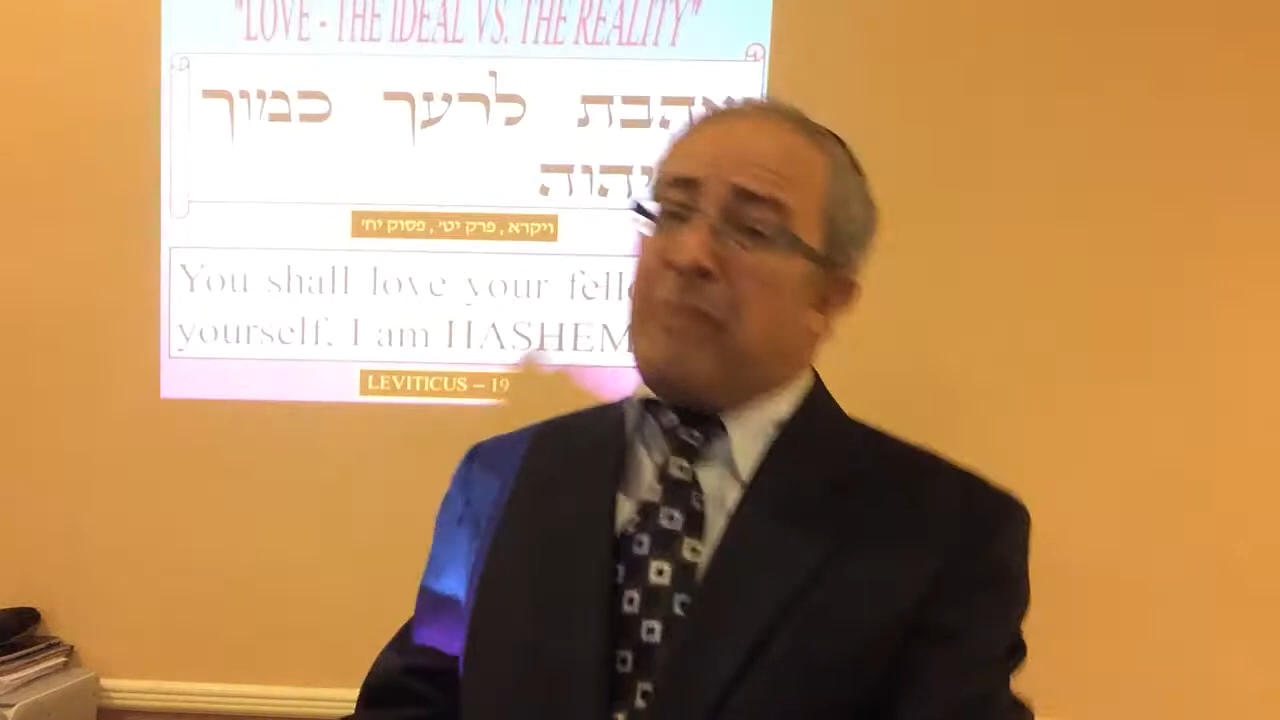 "LOVE - THE IDEAL VS. THE REALITY"
ואהבת לרעך כמוך
יהוה
ויקרא, פרק יט', פסוק יח'
You shall love your
yourself, I am HASHEM
LEVITICUS – 19